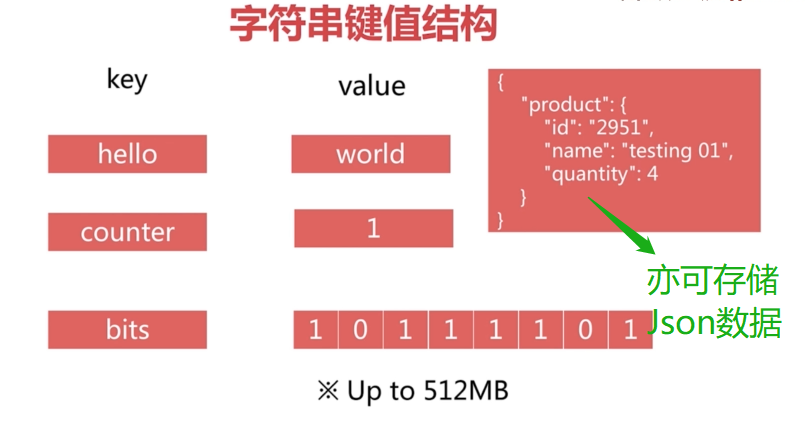 字符串键值结构
key
value
hello
world
counter
1
bits
1 0 1 1 1 1 0 1
{
"product": {
"id": "2951",
"name": "testing 01",
"quantity": 4
}
}
亦可存储
Json数据
※ Up to 512MB